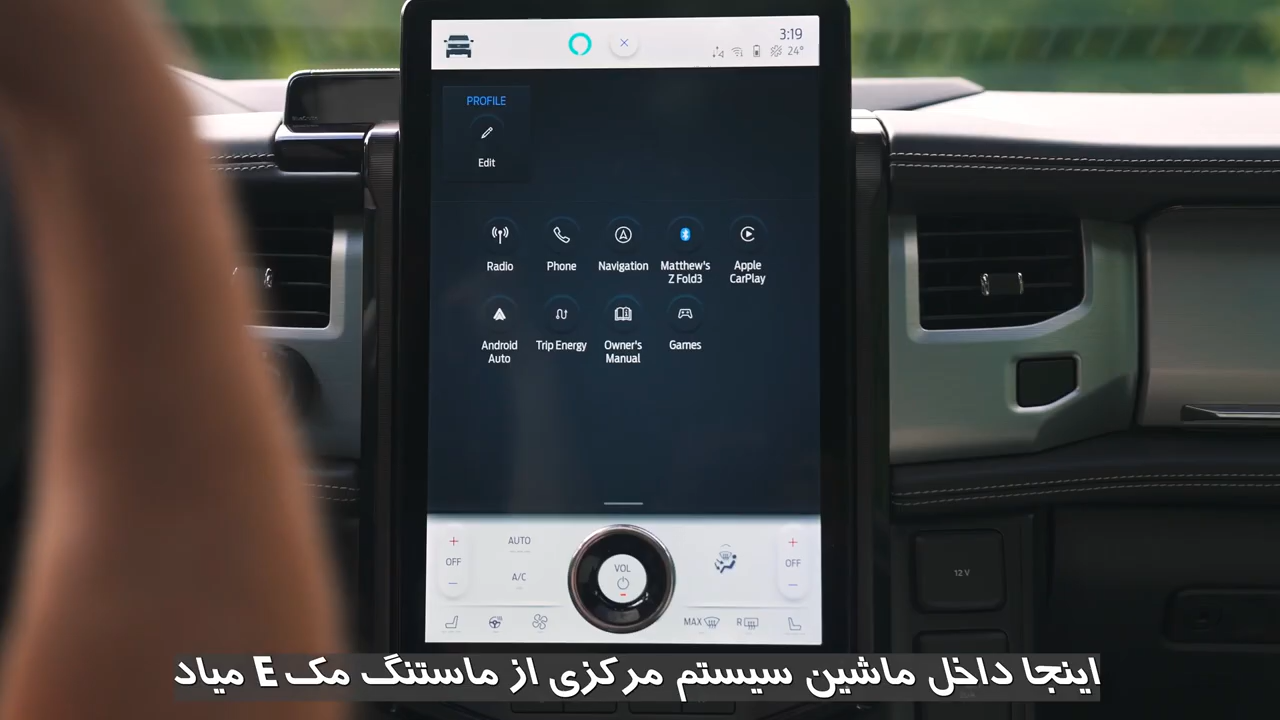 3:19
24°
PROFILE
Edit
Radio
Phone
Navigation
Matthew's
Z Fold3
Apple
CarPlay
Android
Auto
Trip Energy
Owner's
Manual
Games
+ OFF −
AUTO
A/C
VOL
+ OFF −
MAX
R
12 V
اینجا داخل ماشین سیستم مرکزی از ماستنگ مک E میاد